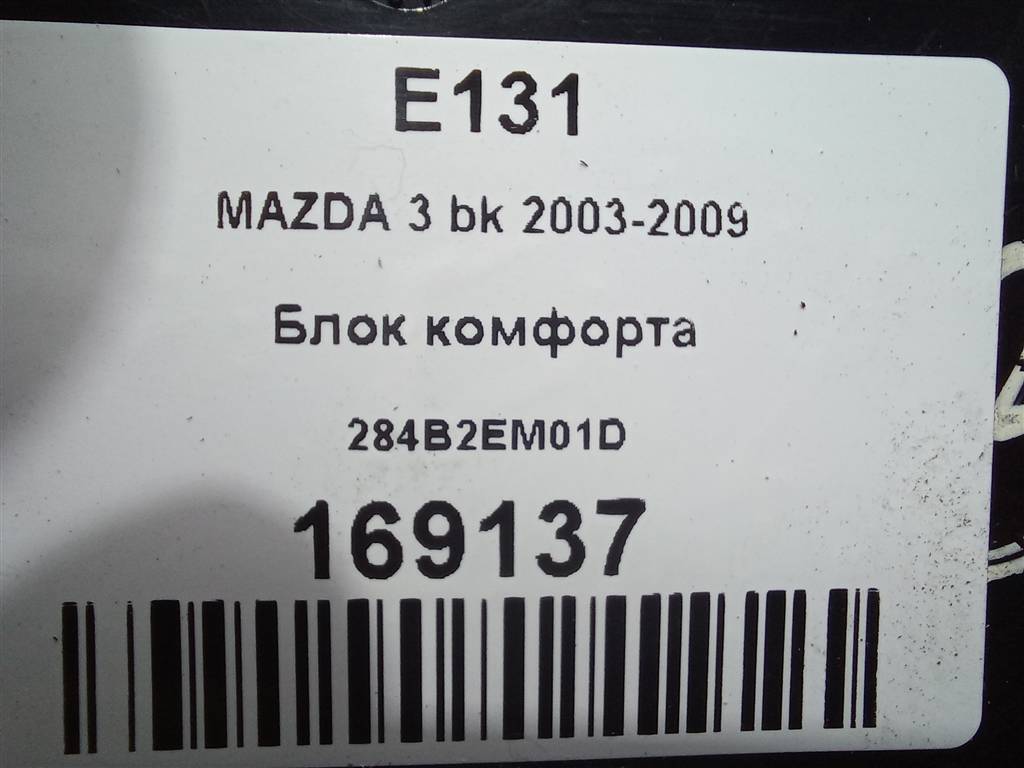 E131
MAZDA 3 bk 2003-2009
Блок комфорта
284B2EM01D
169137